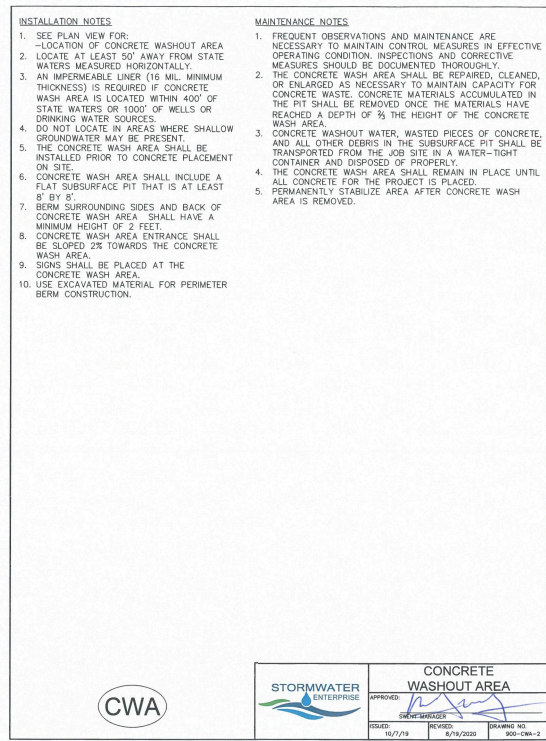 INSTALLATION NOTES
1. SEE PLAN VIEW FOR:
-LOCATION OF CONCRETE WASHOUT AREA
2. LOCATE AT LEAST 50' AWAY FROM STATE
WATERS MEASURED HORIZONTALLY.
3. AN IMPERMEABLE LINER (16 MIL. MINIMUM
THICKNESS) IS REQUIRED IF CONCRETE
WASH AREA IS LOCATED WITHIN 400' OF
STATE WATERS OR 1000' OF WELLS OR
DRINKING WATER SOURCES.
4. DO NOT LOCATE IN AREAS WHERE SHALLOW
GROUNDWATER MAY BE PRESENT.
5. THE CONCRETE WASH AREA SHALL BE
INSTALLED PRIOR TO CONCRETE PLACEMENT
ON SITE.
6. CONCRETE WASH AREA SHALL INCLUDE A
FLAT SUBSURFACE PIT THAT IS AT LEAST
8' BY 8'.
7. BERM SURROUNDING SIDES AND BACK OF
CONCRETE WASH AREA SHALL HAVE A
MINIMUM HEIGHT OF 2 FEET.
8. CONCRETE WASH AREA ENTRANCE SHALL
BE SLOPED 2% TOWARDS THE CONCRETE
WASH AREA.
9. SIGNS SHALL BE PLACED AT THE
CONCRETE WASH AREA.
10. USE EXCAVATED MATERIAL FOR PERIMETER
BERM CONSTRUCTION.
MAINTENANCE NOTES
1. FREQUENT OBSERVATIONS AND MAINTENANCE ARE
NECESSARY TO MAINTAIN CONTROL MEASURES IN EFFECTIVE
OPERATING CONDITION. INSPECTIONS AND CORRECTIVE
MEASURES SHOULD BE DOCUMENTED THOROUGHLY.
2. THE CONCRETE WASH AREA SHALL BE REPAIRED, CLEANED,
OR ENLARGED AS NECESSARY TO MAINTAIN CAPACITY FOR
CONCRETE WASTE. CONCRETE MATERIALS ACCUMULATED IN
THE PIT SHALL BE REMOVED ONCE THE MATERIALS HAVE
REACHED A DEPTH OF ⅔ THE HEIGHT OF THE CONCRETE
WASH AREA.
3. CONCRETE WASHOUT WATER, WASTED PIECES OF CONCRETE,
AND ALL OTHER DEBRIS IN THE SUBSURFACE PIT SHALL BE
TRANSPORTED FROM THE JOB SITE IN A WATER-TIGHT
CONTAINER AND DISPOSED OF PROPERLY.
4. THE CONCRETE WASH AREA SHALL REMAIN IN PLACE UNTIL
ALL CONCRETE FOR THE PROJECT IS PLACED.
5. PERMANENTLY STABILIZE AREA AFTER CONCRETE WASH
AREA IS REMOVED.
CWA
STORMWATER
ENTERPRISE
CONCRETE
WASHOUT AREA
APPROVED:
SWENT MANAGER
ISSUED: REVISED: DRAWING NO.
10/7/19 8/19/2020 900-CWA-2